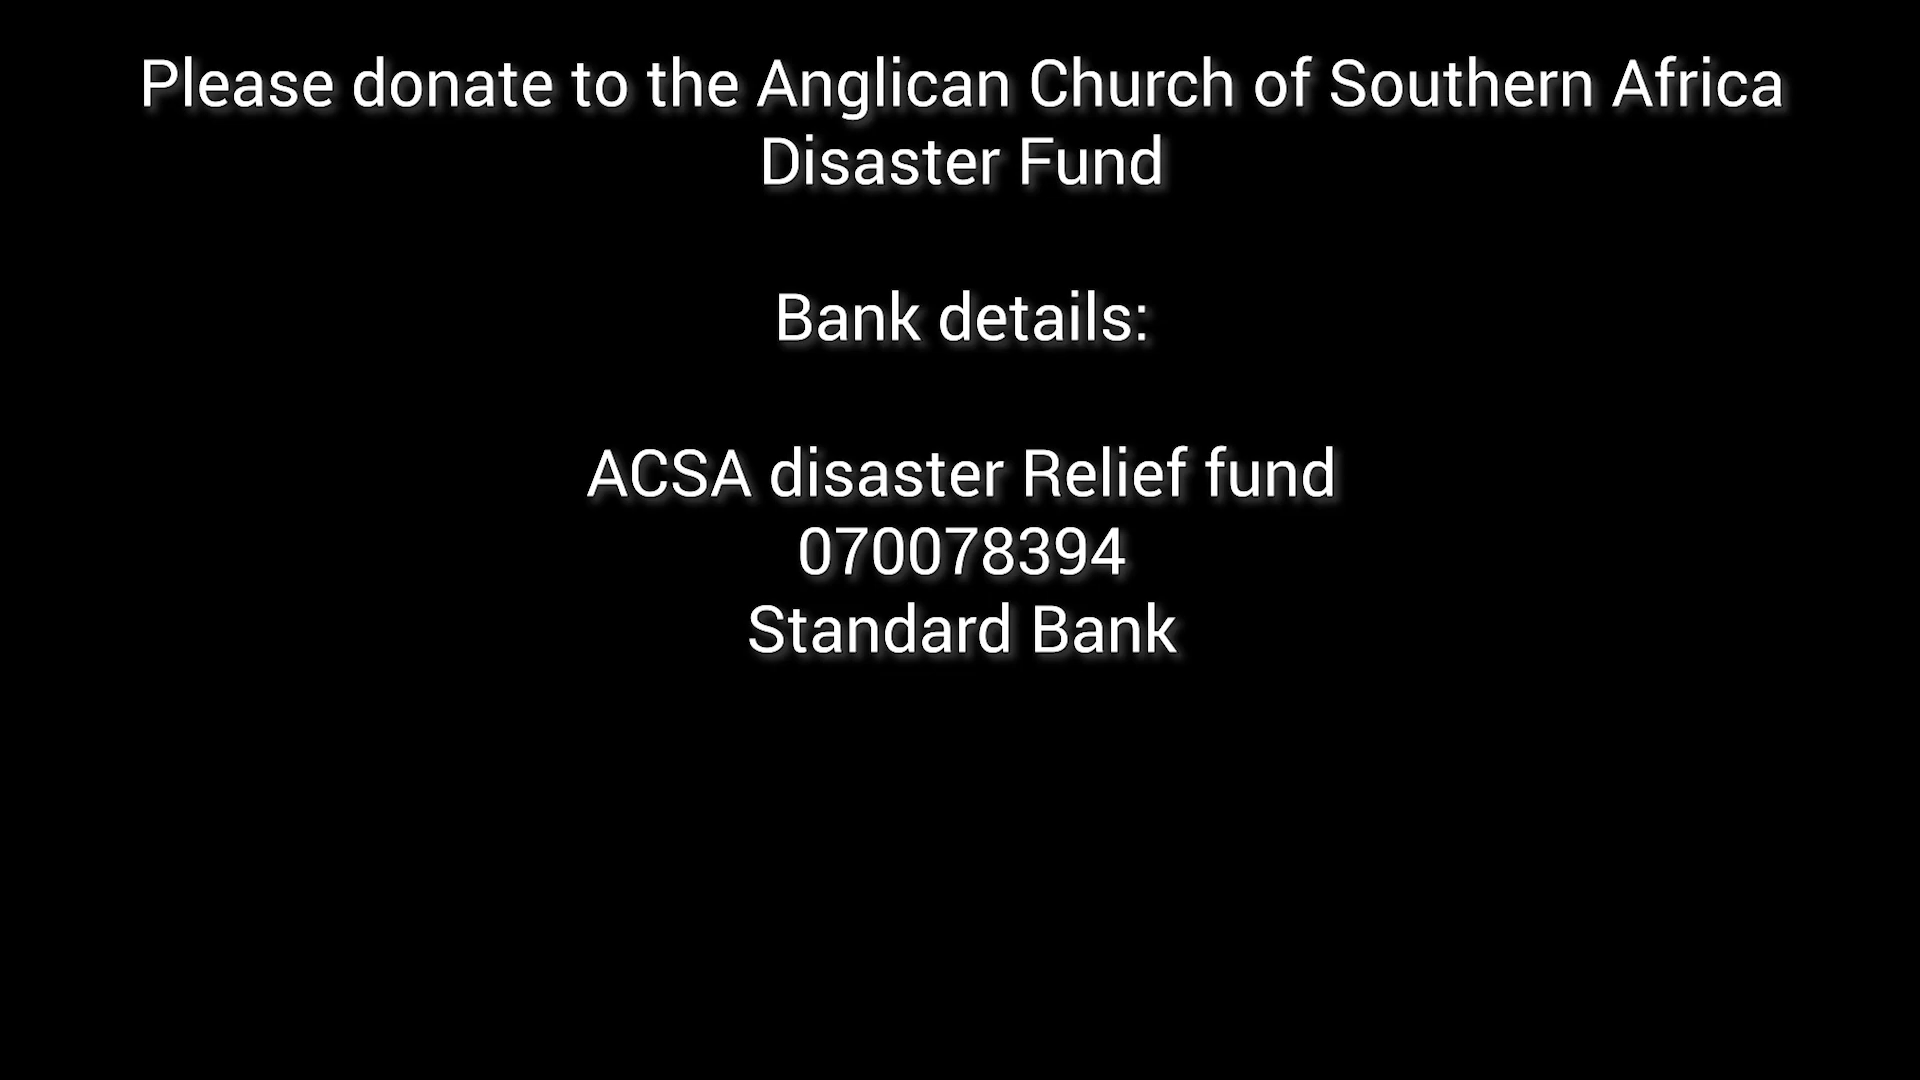 Please donate to the Anglican Church of Southern Africa
Disaster Fund
Bank details:
ACSA disaster Relief fund
070078394
Standard Bank